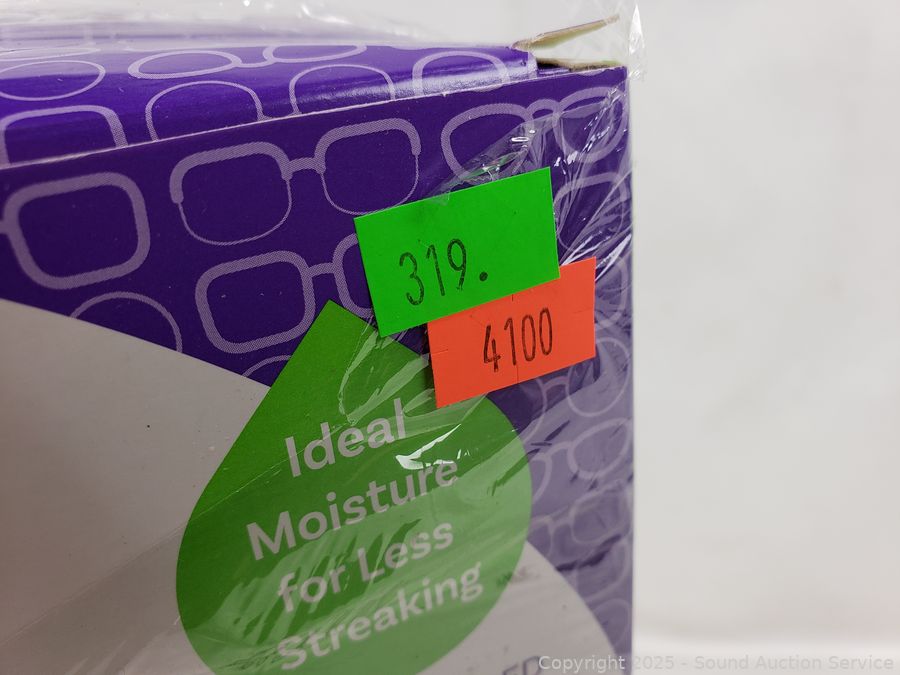 319.
4100
Ideal
Moisture
for Less
Streaking
Copyright 2025 - Sound Auction Service